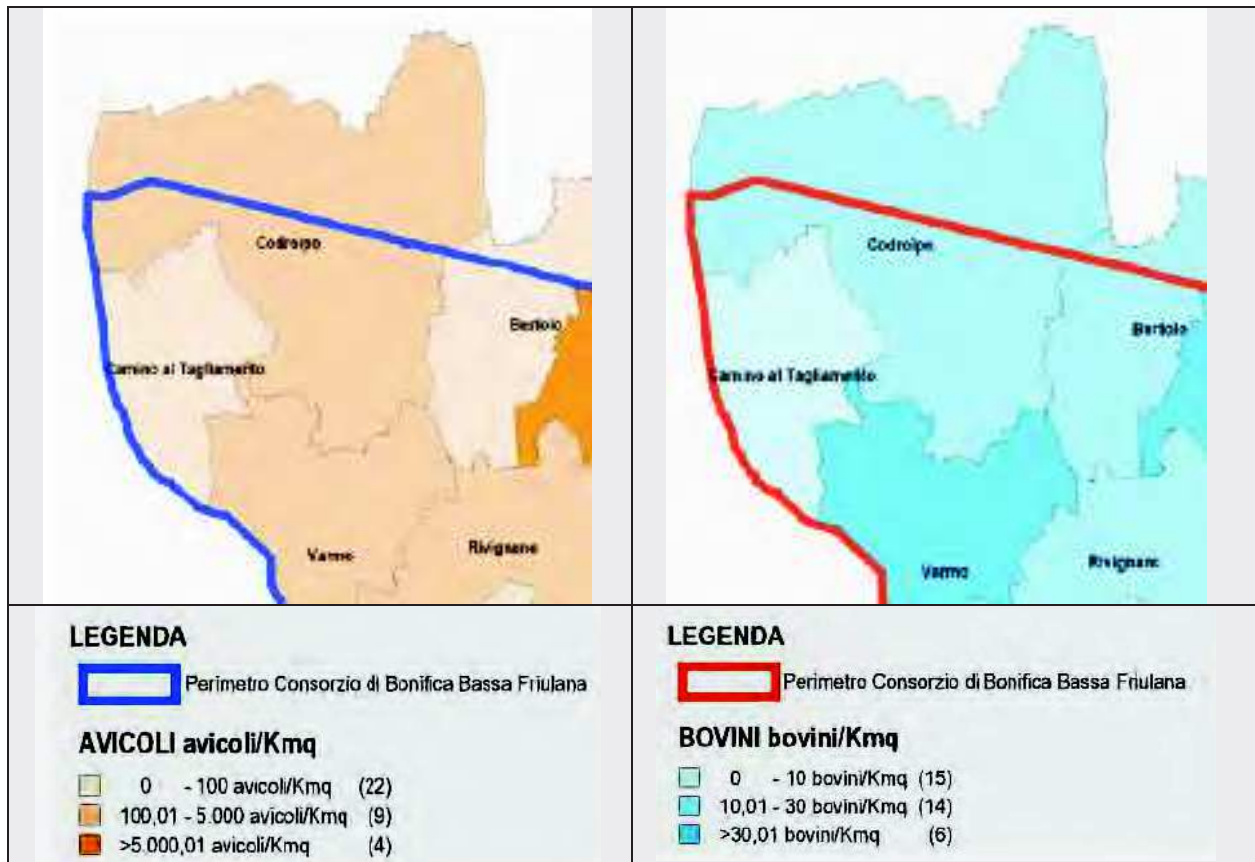 Codroipo
Bertiolo
Camino al Tagliamento
Varmo
Rivignano
Codroipo
Bertiolo
Camino al Tagliamento
Varmo
Rivignano
LEGENDA
Perimetro Consorzio di Bonifica Bassa Friulana
AVICOLI avicoli/Kmq
0 - 100 avicoli/Kmq (22)
100,01 - 5.000 avicoli/Kmq (9)
>5.000,01 avicoli/Kmq (4)
LEGENDA
Perimetro Consorzio di Bonifica Bassa Friulana
BOVINI bovini/Kmq
0 - 10 bovini/Kmq (15)
10,01 - 30 bovini/Kmq (14)
>30,01 bovini/Kmq (6)